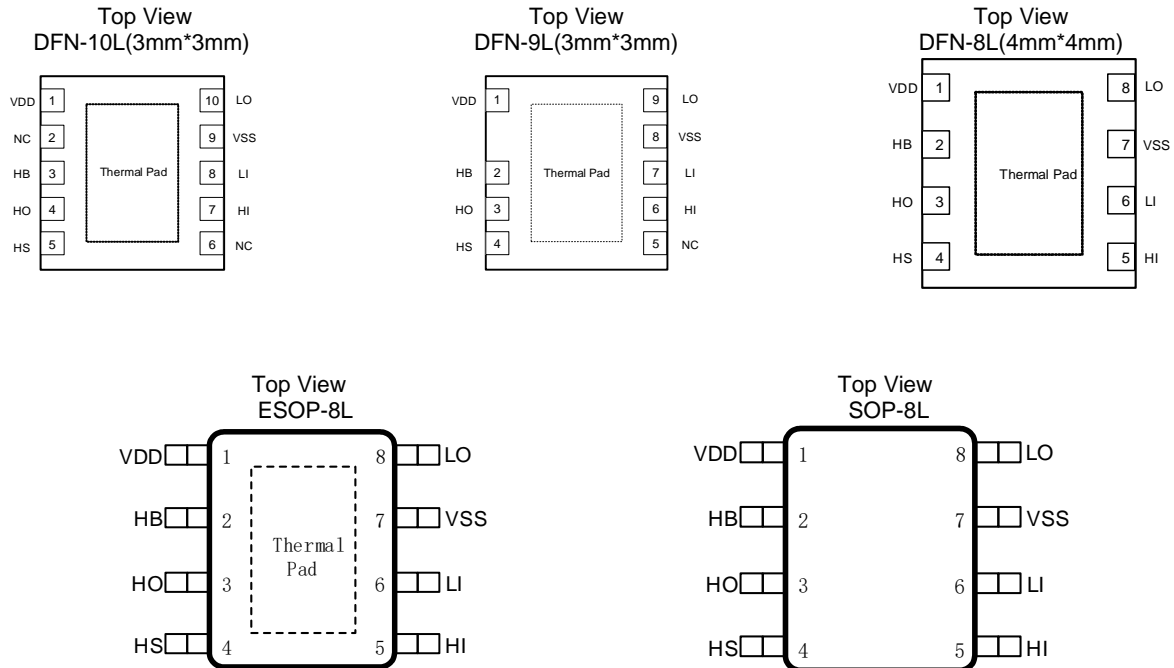 Top View
DFN-10L(3mm*3mm)
VDD 1 10 LO
NC 2 9 VSS
HB 3 Thermal Pad 8 LI
HO 4 7 HI
HS 5 6 NC
Top View
DFN-9L(3mm*3mm)
VDD 1 9 LO
8 VSS
HB 2 Thermal Pad 7 LI
HO 3 6 HI
HS 4 5 NC
Top View
DFN-8L(4mm*4mm)
VDD 1 8 LO
HB 2 7 VSS
Thermal Pad
HO 3 6 LI
HS 4 5 HI
Top View
ESOP-8L
VDD 1 8 LO
HB 2 7 VSS
Thermal
Pad
HO 3 6 LI
HS 4 5 HI
Top View
SOP-8L
VDD 1 8 LO
HB 2 7 VSS
HO 3 6 LI
HS 4 5 HI